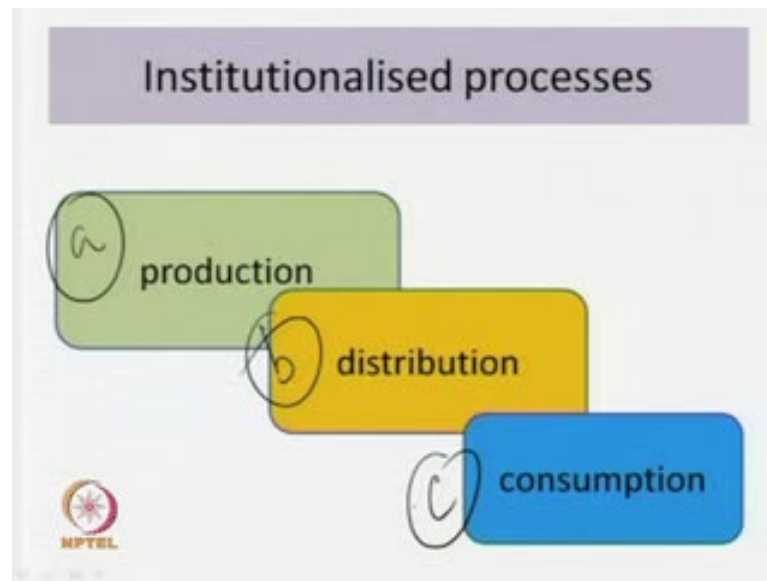 Institutionalised processes
a
production
b
distribution
c
consumption
NPTEL